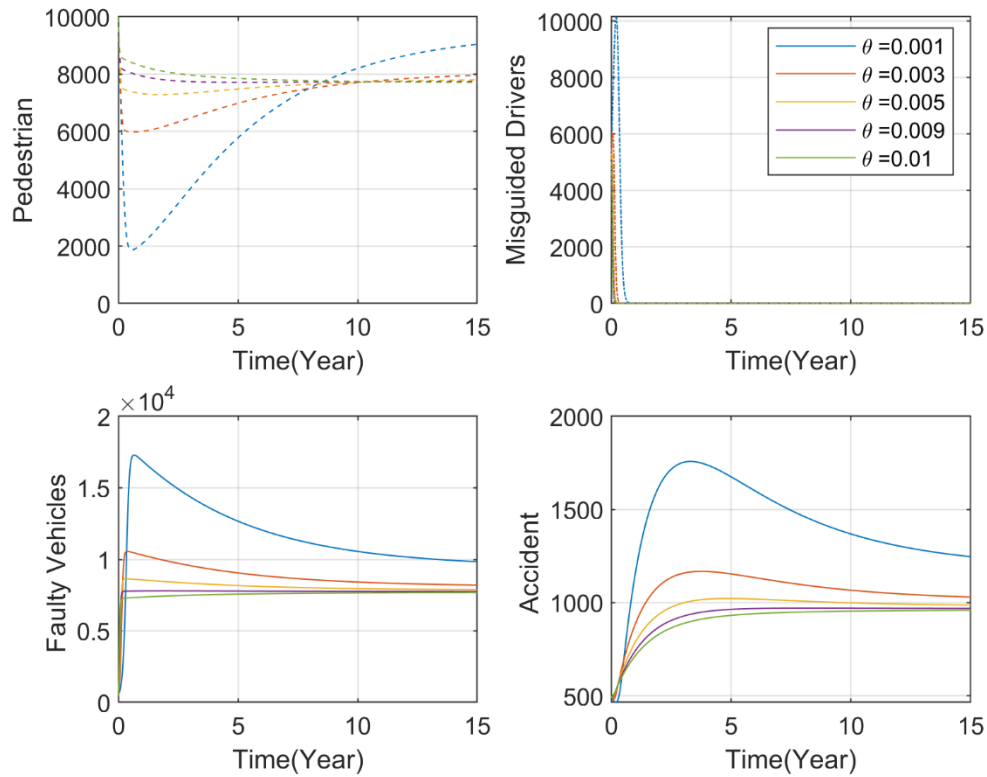 10000
8000
6000
4000
2000
0
Pedestrian
0 5 10 15
Time(Year)
10000
8000
6000
4000
2000
0
Misguided Drivers
θ =0.001
θ =0.003
θ =0.005
θ =0.009
θ =0.01
0 5 10 15
Time(Year)
×10⁴
2
1.5
1
0.5
0
Faulty Vehicles
0 5 10 15
Time(Year)
2000
1500
1000
500
Accident
0 5 10 15
Time(Year)